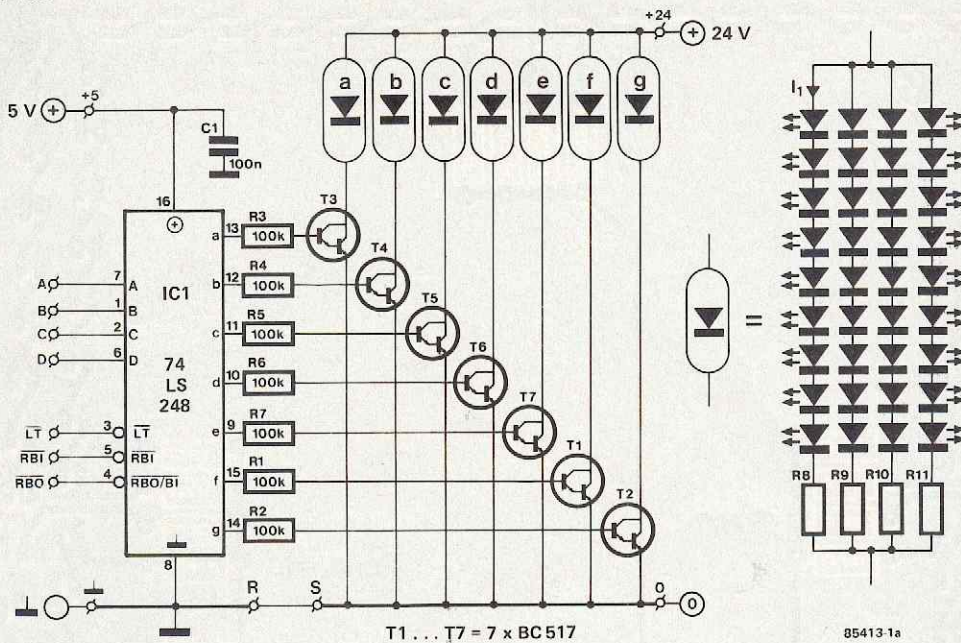 +24
24 V
a b c d e f g
I1
5 V +5
C1
100n
16
T3
a 13 R3
100k
T4
b 12 R4
100k
A 7 A
IC1
B 1 B
T5
c 11 R5
100k
C 2 C
D 6 D
74
LS
248
T6
d 10 R6
100k
=
T7
e 9 R7
100k
LT 3 LT
RBI 5 RBI
RBO 4 RBO/BI
T1
f 15 R1
100k
T2
g 14 R2
100k
R8 R9 R10 R11
8
R S 0 0
T1 . . . T7 = 7 x BC 517
85413-1a